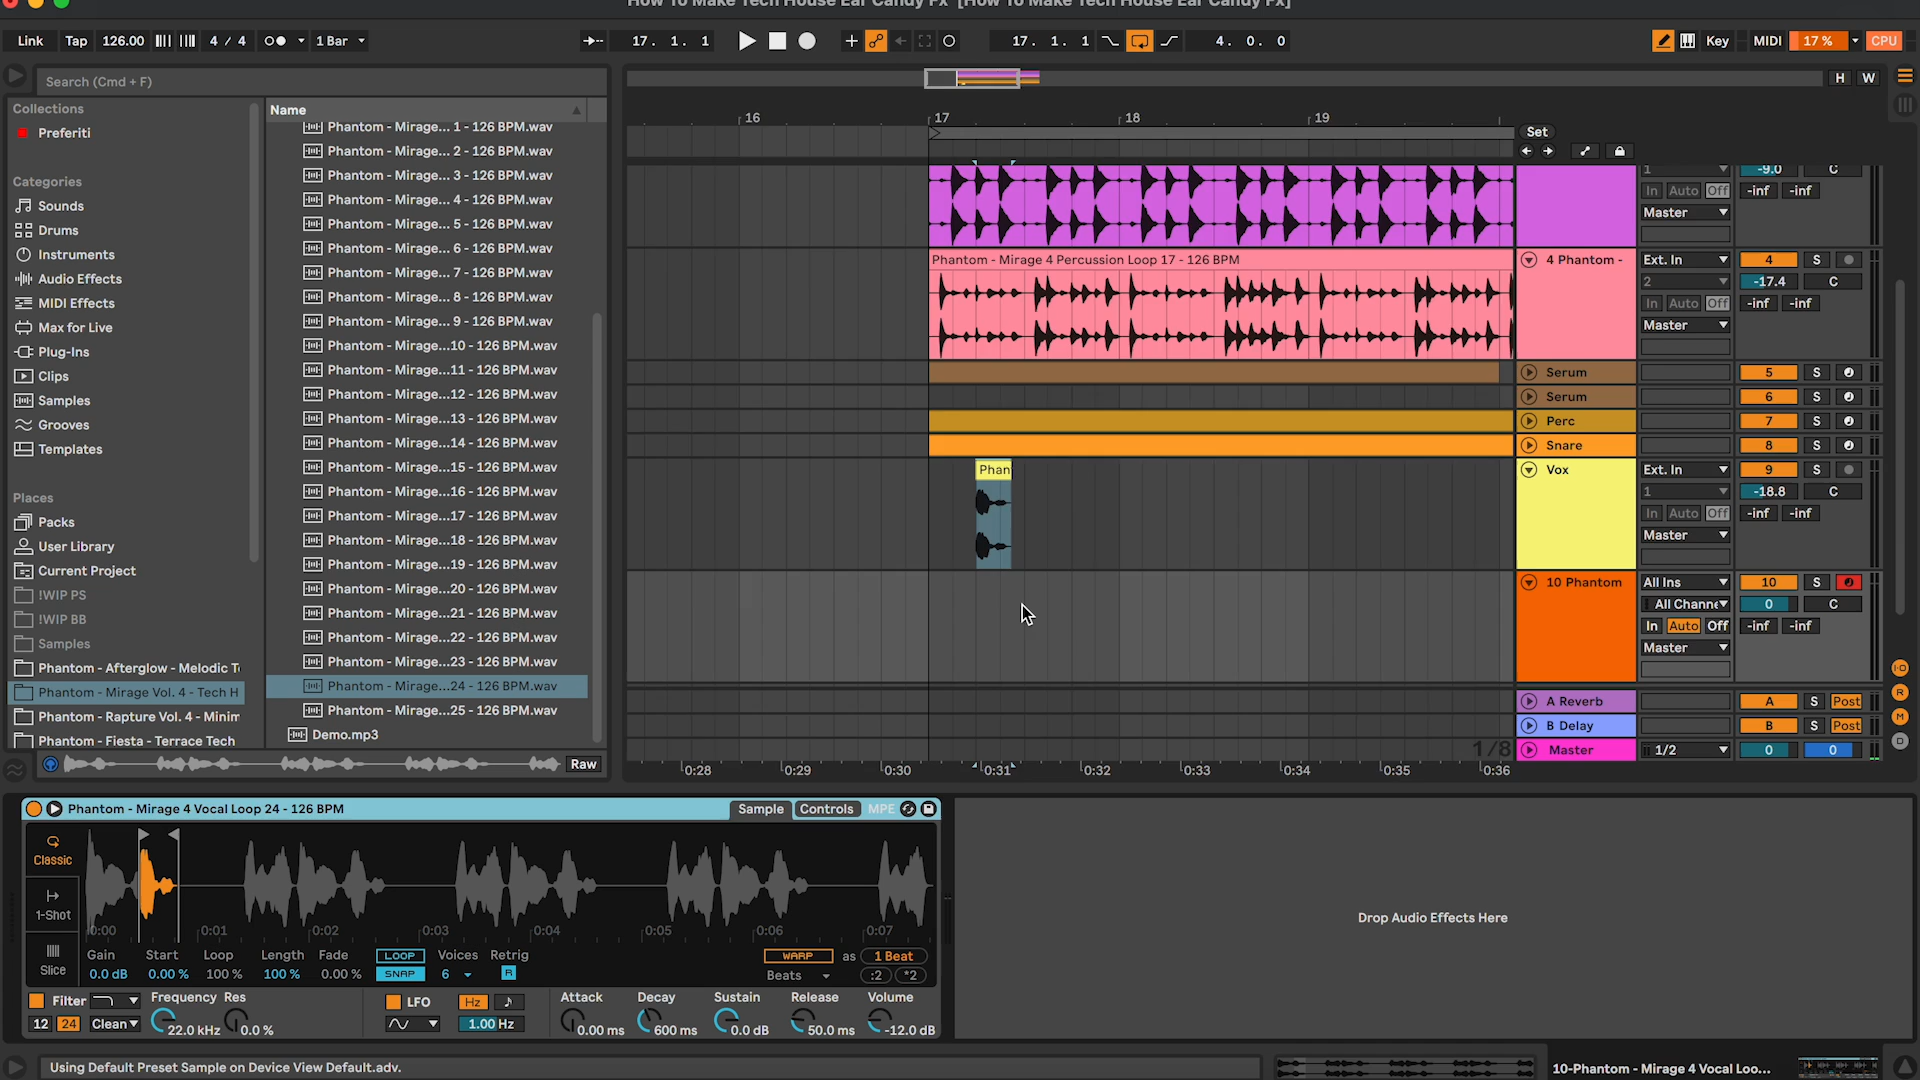 How To Make Tech House Ear Candy Fx  [How To Make Tech House Ear Candy Fx]
Link Tap 126.00 4 / 4 1 Bar 17. 1. 1 17. 1. 1 4. 0. 0 Key MIDI 17 % CPU
Search (Cmd + F)
H W
Collections
Preferiti
Categories
Sounds
Drums
Instruments
Audio Effects
MIDI Effects
Max for Live
Plug-Ins
Clips
Samples
Grooves
Templates
Places
Packs
User Library
Current Project
!WIP PS
!WIP BB
Samples
Phantom - Afterglow - Melodic T
Phantom - Mirage Vol. 4 - Tech H
Phantom - Rapture Vol. 4 - Minim
Phantom - Fiesta - Terrace Tech
Name
Phantom - Mirage... 1 - 126 BPM.wav
Phantom - Mirage... 2 - 126 BPM.wav
Phantom - Mirage... 3 - 126 BPM.wav
Phantom - Mirage... 4 - 126 BPM.wav
Phantom - Mirage... 5 - 126 BPM.wav
Phantom - Mirage... 6 - 126 BPM.wav
Phantom - Mirage... 7 - 126 BPM.wav
Phantom - Mirage... 8 - 126 BPM.wav
Phantom - Mirage... 9 - 126 BPM.wav
Phantom - Mirage...10 - 126 BPM.wav
Phantom - Mirage...11 - 126 BPM.wav
Phantom - Mirage...12 - 126 BPM.wav
Phantom - Mirage...13 - 126 BPM.wav
Phantom - Mirage...14 - 126 BPM.wav
Phantom - Mirage...15 - 126 BPM.wav
Phantom - Mirage...16 - 126 BPM.wav
Phantom - Mirage...17 - 126 BPM.wav
Phantom - Mirage...18 - 126 BPM.wav
Phantom - Mirage...19 - 126 BPM.wav
Phantom - Mirage...20 - 126 BPM.wav
Phantom - Mirage...21 - 126 BPM.wav
Phantom - Mirage...22 - 126 BPM.wav
Phantom - Mirage...23 - 126 BPM.wav
Phantom - Mirage...24 - 126 BPM.wav
Phantom - Mirage...25 - 126 BPM.wav
Demo.mp3
Raw
16 17 18 19
Set
1 -9.0 C
In Auto Off -inf -inf
Master
Phantom - Mirage 4 Percussion Loop 17 - 126 BPM
4 Phantom - Ext. In 4 S
2 -17.4 C
In Auto Off -inf -inf
Master
Serum 5 S
Serum 6 S
Perc 7 S
Snare 8 S
Phan
Vox Ext. In 9 S
1 -18.8 C
In Auto Off -inf -inf
Master
10 Phantom All Ins 10 S
All Channe 0 C
In Auto Off -inf -inf
Master
A Reverb A S Post
B Delay B S Post
1/8 Master 1/2 0 0
I·O
R
M
D
0:28 0:29 0:30 0:31 0:32 0:33 0:34 0:35 0:36
Phantom - Mirage 4 Vocal Loop 24 - 126 BPM Sample Controls MPE
Classic
1-Shot
Slice
0:00 0:01 0:02 0:03 0:04 0:05 0:06 0:07
Gain Start Loop Length Fade LOOP Voices Retrig WARP as 1 Beat
0.0 dB 0.00 % 100 % 100 % 0.00 % SNAP 6 R Beats :2 *2
Filter Frequency Res LFO Hz Attack Decay Sustain Release Volume
12 24 Clean 22.0 kHz 0.0 % 1.00 Hz 0.00 ms 600 ms 0.0 dB 50.0 ms -12.0 dB
Drop Audio Effects Here
Using Default Preset Sample on Device View Default.adv.
10-Phantom - Mirage 4 Vocal Loo...